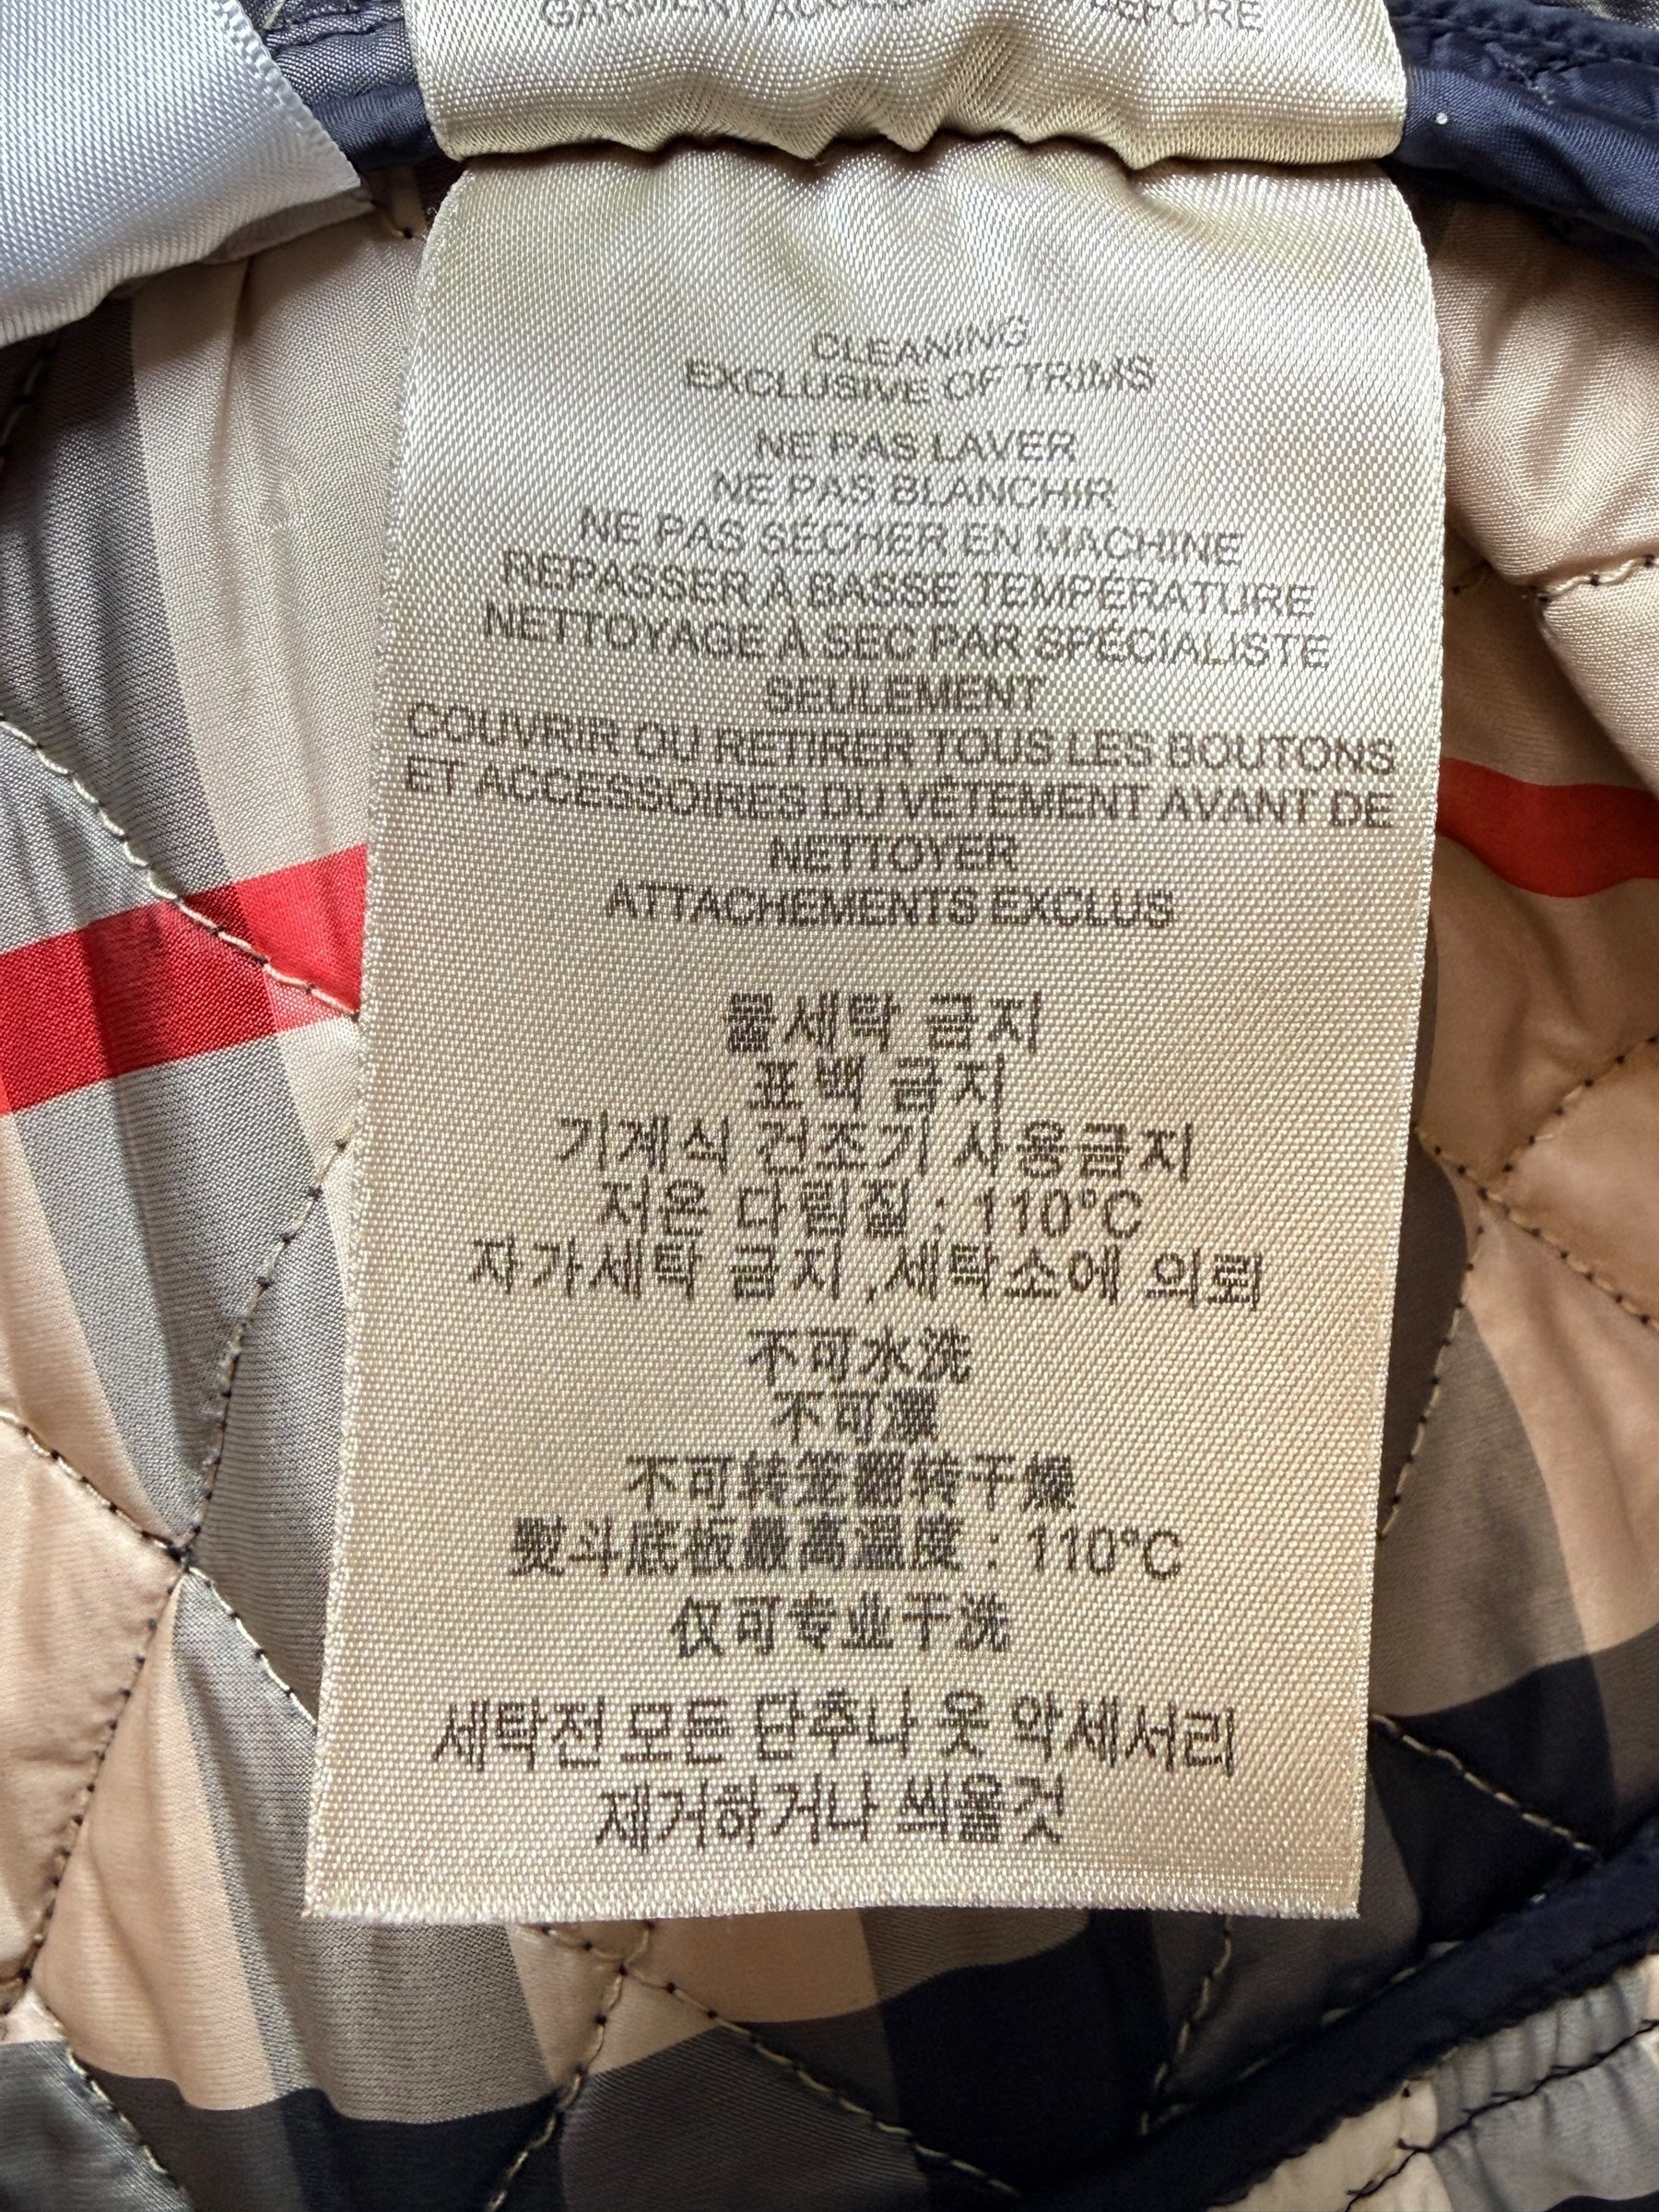 GARMENT BEFORE
CLEANING
EXCLUSIVE OF TRIMS
NE PAS LAVER
NE PAS BLANCHIR
NE PAS SÉCHER EN MACHINE
REPASSER À BASSE TEMPÉRATURE
NETTOYAGE À SEC PAR SPÉCIALISTE
SEULEMENT
COUVRIR OU RETIRER TOUS LES BOUTONS
ET ACCESSOIRES DU VÊTEMENT AVANT DE
NETTOYER
ATTACHEMENTS EXCLUS
물세탁 금지
표백 금지
기계식 건조기 사용금지
저온 다림질 : 110°C
자가세탁 금지 ,세탁소에 의뢰
不可水洗
不可漂
不可转笼翻转干燥
熨斗底板最高温度 : 110°C
仅可专业干洗
세탁전 모든 단추나 옷 악세서리
제거하거나 씌울것